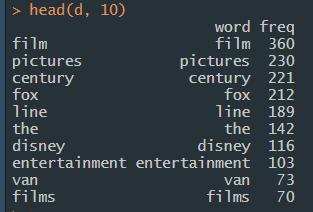 > head(d, 10)
word freq
film film 360
pictures pictures 230
century century 221
fox fox 212
line line 189
the the 142
disney disney 116
entertainment entertainment 103
van van 73
films films 70